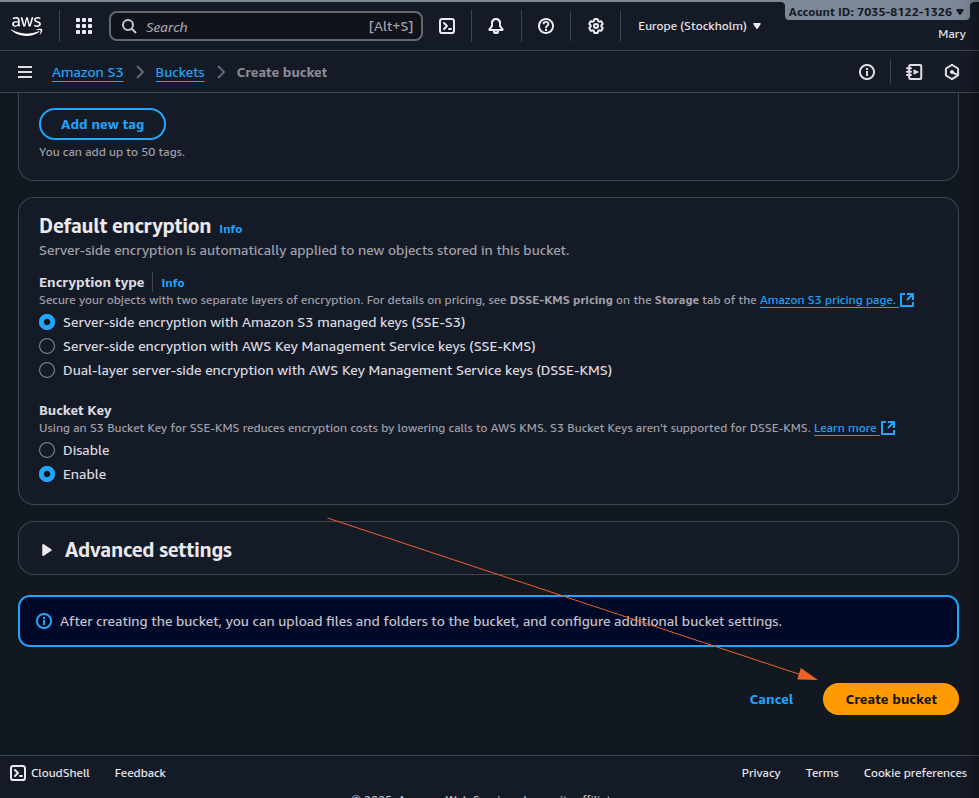 aws
Search [Alt+S]
Europe (Stockholm)
Account ID: 7035-8122-1326
Mary
Amazon S3 Buckets Create bucket
Add new tag
You can add up to 50 tags.
Default encryption Info
Server-side encryption is automatically applied to new objects stored in this bucket.
Encryption type Info
Secure your objects with two separate layers of encryption. For details on pricing, see DSSE-KMS pricing on the Storage tab of the Amazon S3 pricing page.
Server-side encryption with Amazon S3 managed keys (SSE-S3)
Server-side encryption with AWS Key Management Service keys (SSE-KMS)
Dual-layer server-side encryption with AWS Key Management Service keys (DSSE-KMS)
Bucket Key
Using an S3 Bucket Key for SSE-KMS reduces encryption costs by lowering calls to AWS KMS. S3 Bucket Keys aren't supported for DSSE-KMS. Learn more
Disable
Enable
Advanced settings
After creating the bucket, you can upload files and folders to the bucket, and configure additional bucket settings.
Cancel Create bucket
CloudShell Feedback Privacy Terms Cookie preferences